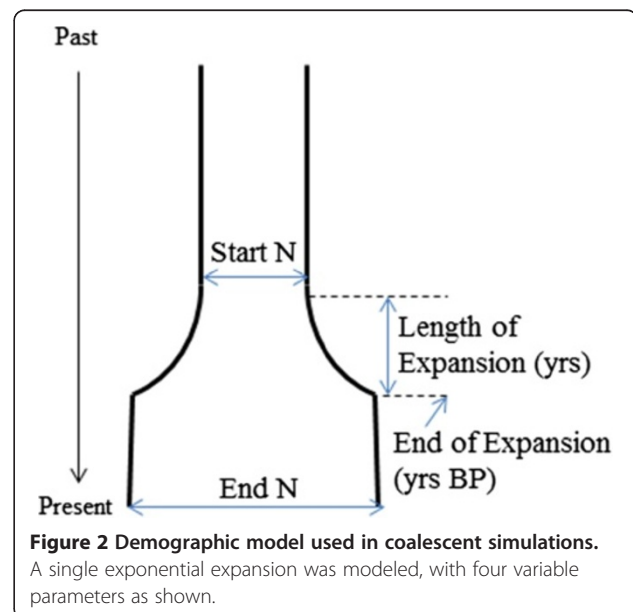 Past
Start N
Length of
Expansion (yrs)
End of Expansion
(yrs BP)
End N
Present
Figure 2 Demographic model used in coalescent simulations.
A single exponential expansion was modeled, with four variable
parameters as shown.